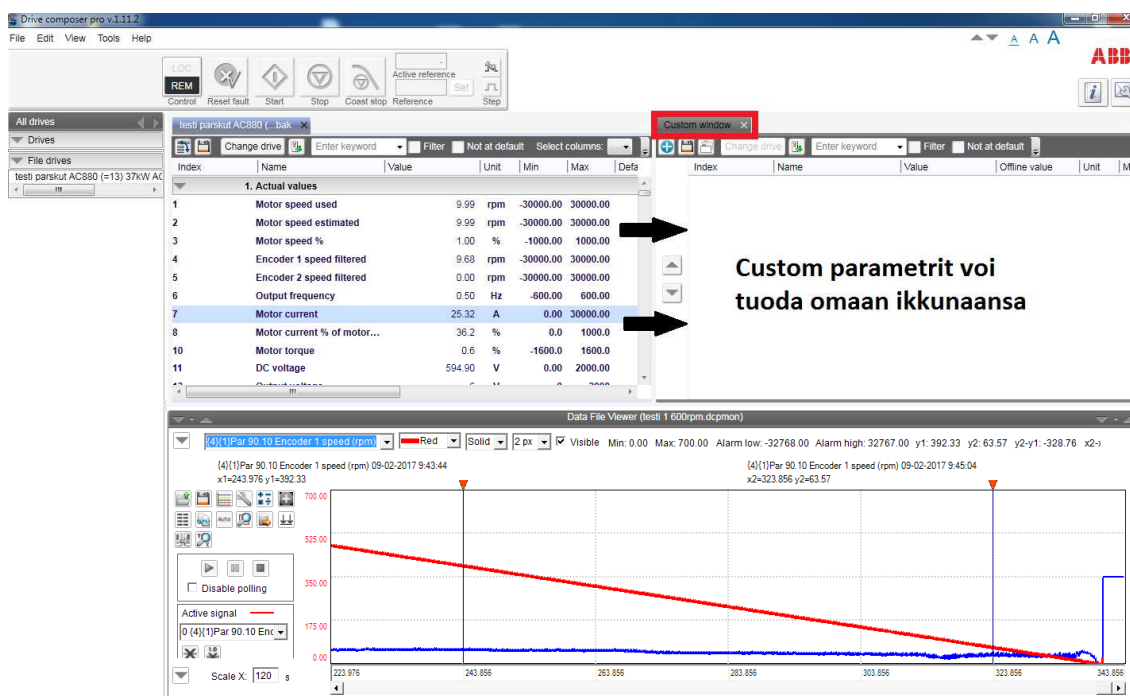 Drive composer pro v.1.11.2
File Edit View Tools Help
A A A
ABB
LOC
REM
Control Reset fault Start Stop Coast stop Reference Step
-
Active reference
Set
All drives
Drives
File drives
testi parskut AC880 (=13) 37kW AC
testi parskut AC880 (...bak
Change drive Enter keyword Filter Not at default Select columns:
Index Name Value Unit Min Max Defa
1. Actual values
1 Motor speed used 9.99 rpm -30000.00 30000.00
2 Motor speed estimated 9.99 rpm -30000.00 30000.00
3 Motor speed % 1.00 % -1000.00 1000.00
4 Encoder 1 speed filtered 9.68 rpm -30000.00 30000.00
5 Encoder 2 speed filtered 0.00 rpm -30000.00 30000.00
6 Output frequency 0.50 Hz -600.00 600.00
7 Motor current 25.32 A 0.00 30000.00
8 Motor current % of motor... 36.2 % 0.0 1000.0
10 Motor torque 0.6 % -1600.0 1600.0
11 DC voltage 594.90 V 0.00 2000.00
Custom window
Change drive Enter keyword Filter Not at default
Index Name Value Offline value Unit M
Custom parametrit voi
tuoda omaan ikkunaansa
Data File Viewer (testi 1 600rpm.dcpmon)
{4}{1}Par 90.10 Encoder 1 speed (rpm) Red Solid 2 px Visible Min: 0.00 Max: 700.00 Alarm low: -32768.00 Alarm high: 32767.00 y1: 392.33 y2: 63.57 y2-y1: -328.76 x2-
{4}{1}Par 90.10 Encoder 1 speed (rpm) 09-02-2017 9:43:44
x1=243.976 y1=392.33
{4}{1}Par 90.10 Encoder 1 speed (rpm) 09-02-2017 9:45:04
x2=323.856 y2=63.57
Auto
Disable polling
Active signal
0 {4}{1}Par 90.10 Enc
1.0
Scale X: 120 s
700.00
525.00
350.00
175.00
0.00
223.976 243.856 263.856 283.856 303.856 323.856 343.856